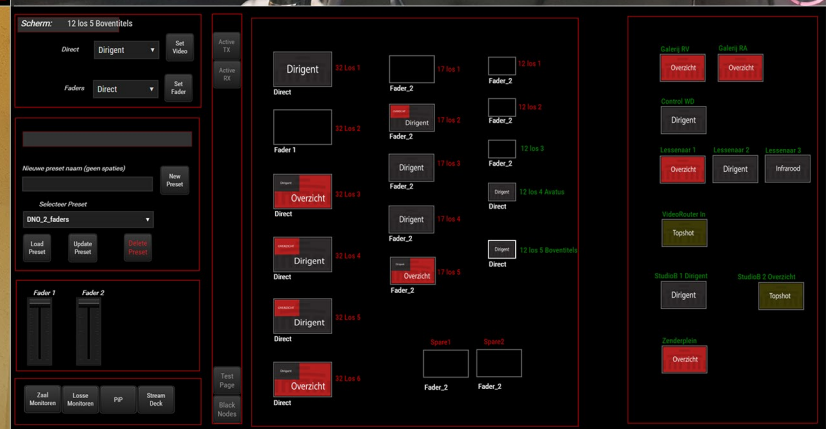 Scherm: 12 los 5 Boventitels
Direct
Dirigent
Set Video
Faders
Direct
Set Fader
Nieuwe preset naam (geen spaties)
New Preset
Selecteer Preset
DNO_2_faders
Load Preset
Update Preset
Delete Preset
Fader 1
Fader 2
Zaal Monitoren
Losse Monitoren
PiP
Stream Deck
Active TX
Active RX
Test Page
Black Nodes
Dirigent
32 Los 1
Direct
32 Los 2
Fader 1
Dirigent
Overzicht
32 Los 3
Direct
OVERZICHT
Dirigent
32 Los 4
Direct
Dirigent
32 Los 5
Direct
Overzicht
32 Los 6
Direct
17 los 1
Fader_2
Dirigent
17 los 2
Fader_2
Dirigent
17 los 3
Fader_2
Dirigent
17 los 4
Fader_2
Overzicht
17 los 5
Fader_2
12 los 1
Fader_2
12 los 2
Fader_2
12 los 3
Fader_2
Dirigent
12 los 4 Avatus
Direct
Dirigent
12 los 5 Boventitels
Direct
Spare1
Spare2
Fader_2
Fader_2
Galerij RV
Galerij RA
Overzicht
Overzicht
Control WD
Dirigent
Lessenaar 1
Lessenaar 2
Lessenaar 3
Overzicht
Dirigent
Infrarood
VideoRouter in
Topshot
StudioB 1 Dirigent
StudioB 2 Overzicht
Dirigent
Topshot
Zenderplein
Overzicht